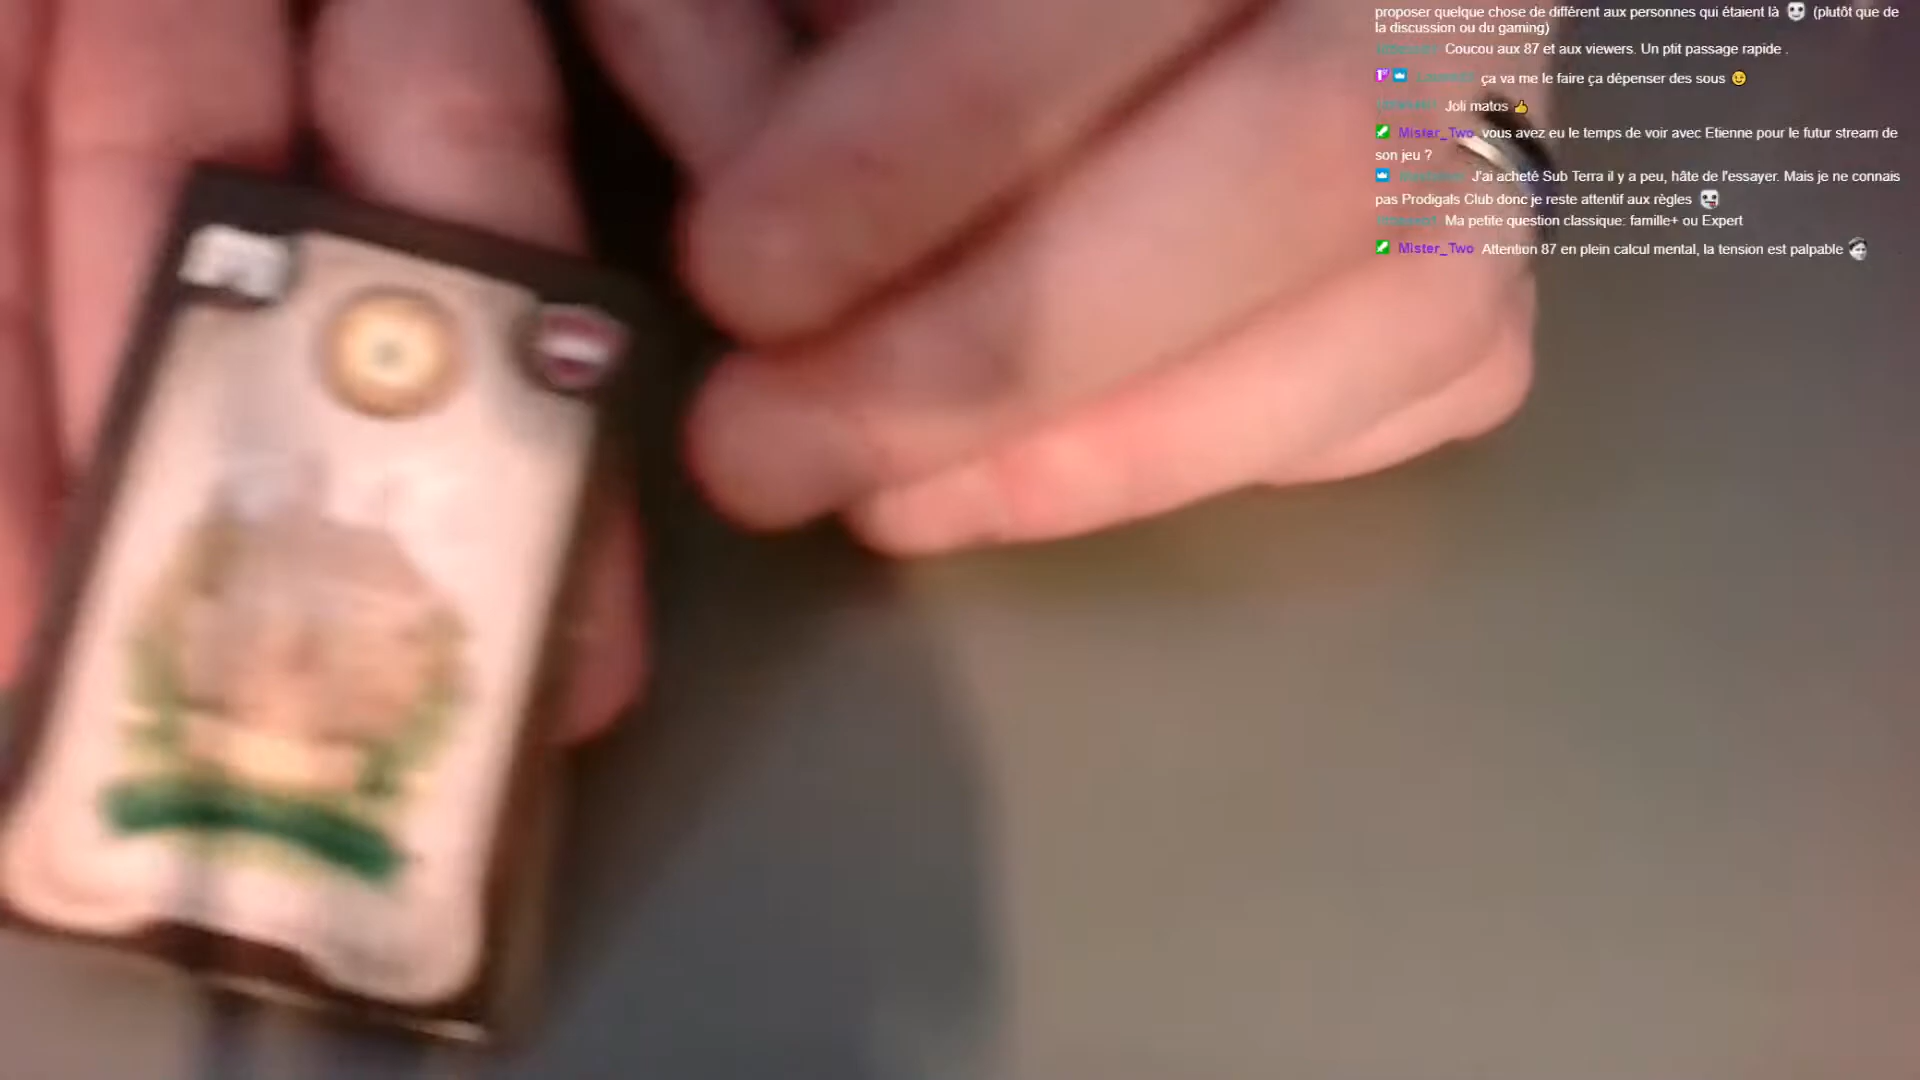 proposer quelque chose de différent aux personnes qui étaient là (plutôt que de
la discussion ou du gaming)
Coucou aux 87 et aux viewers. Un ptit passage rapide .
ça va me le faire ça dépenser des sous
Joli matos
Mister_Two vous avez eu le temps de voir avec Etienne pour le futur stream de
son jeu ?
J'ai acheté Sub Terra il y a peu, hâte de l'essayer. Mais je ne connais
pas Prodigals Club donc je reste attentif aux règles
Ma petite question classique: famille+ ou Expert
Mister_Two Attention 87 en plein calcul mental, la tension est palpable